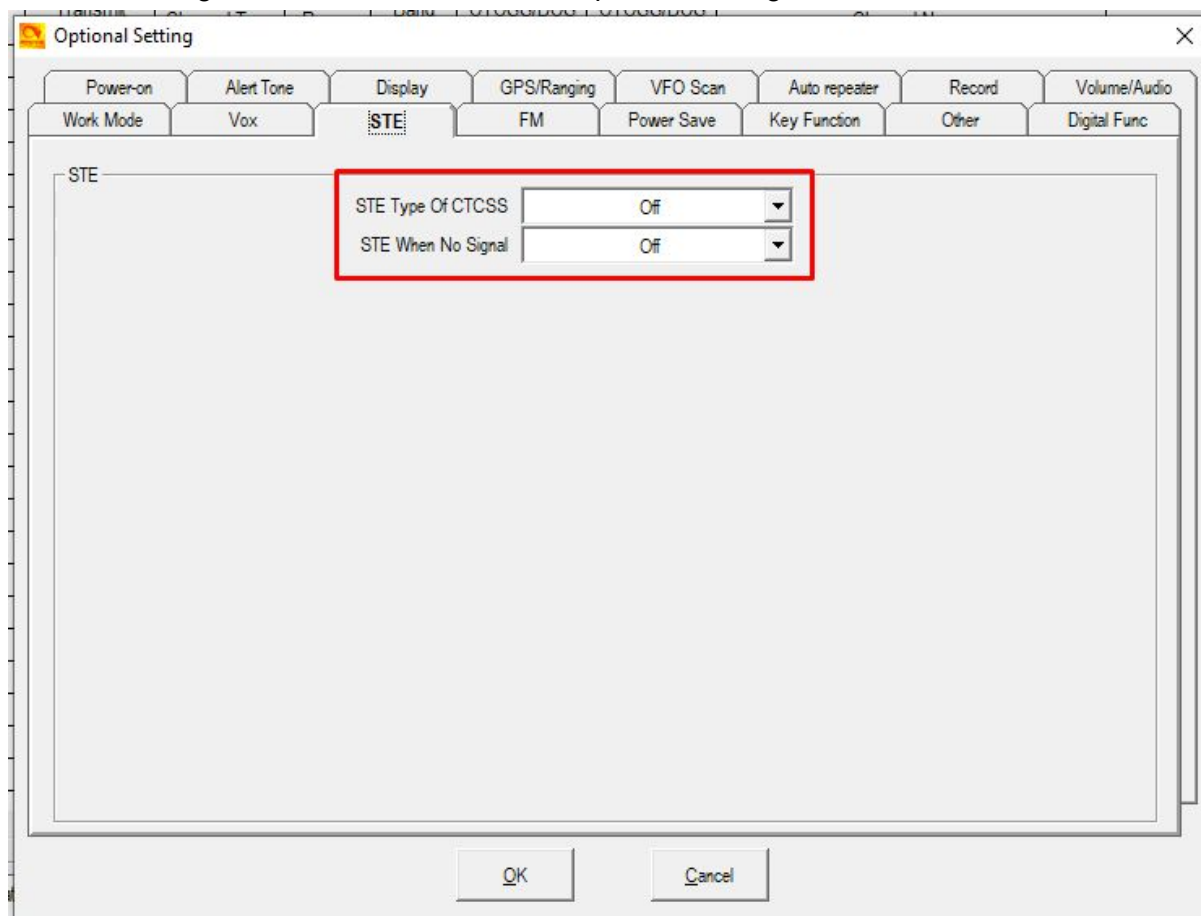 Optional Setting
Power-on Alert Tone Display GPS/Ranging VFO Scan Auto repeater Record Volume/Audio
Work Mode Vox STE FM Power Save Key Function Other Digital Func
STE
STE Type Of CTCSS Off
STE When No Signal Off
OK Cancel